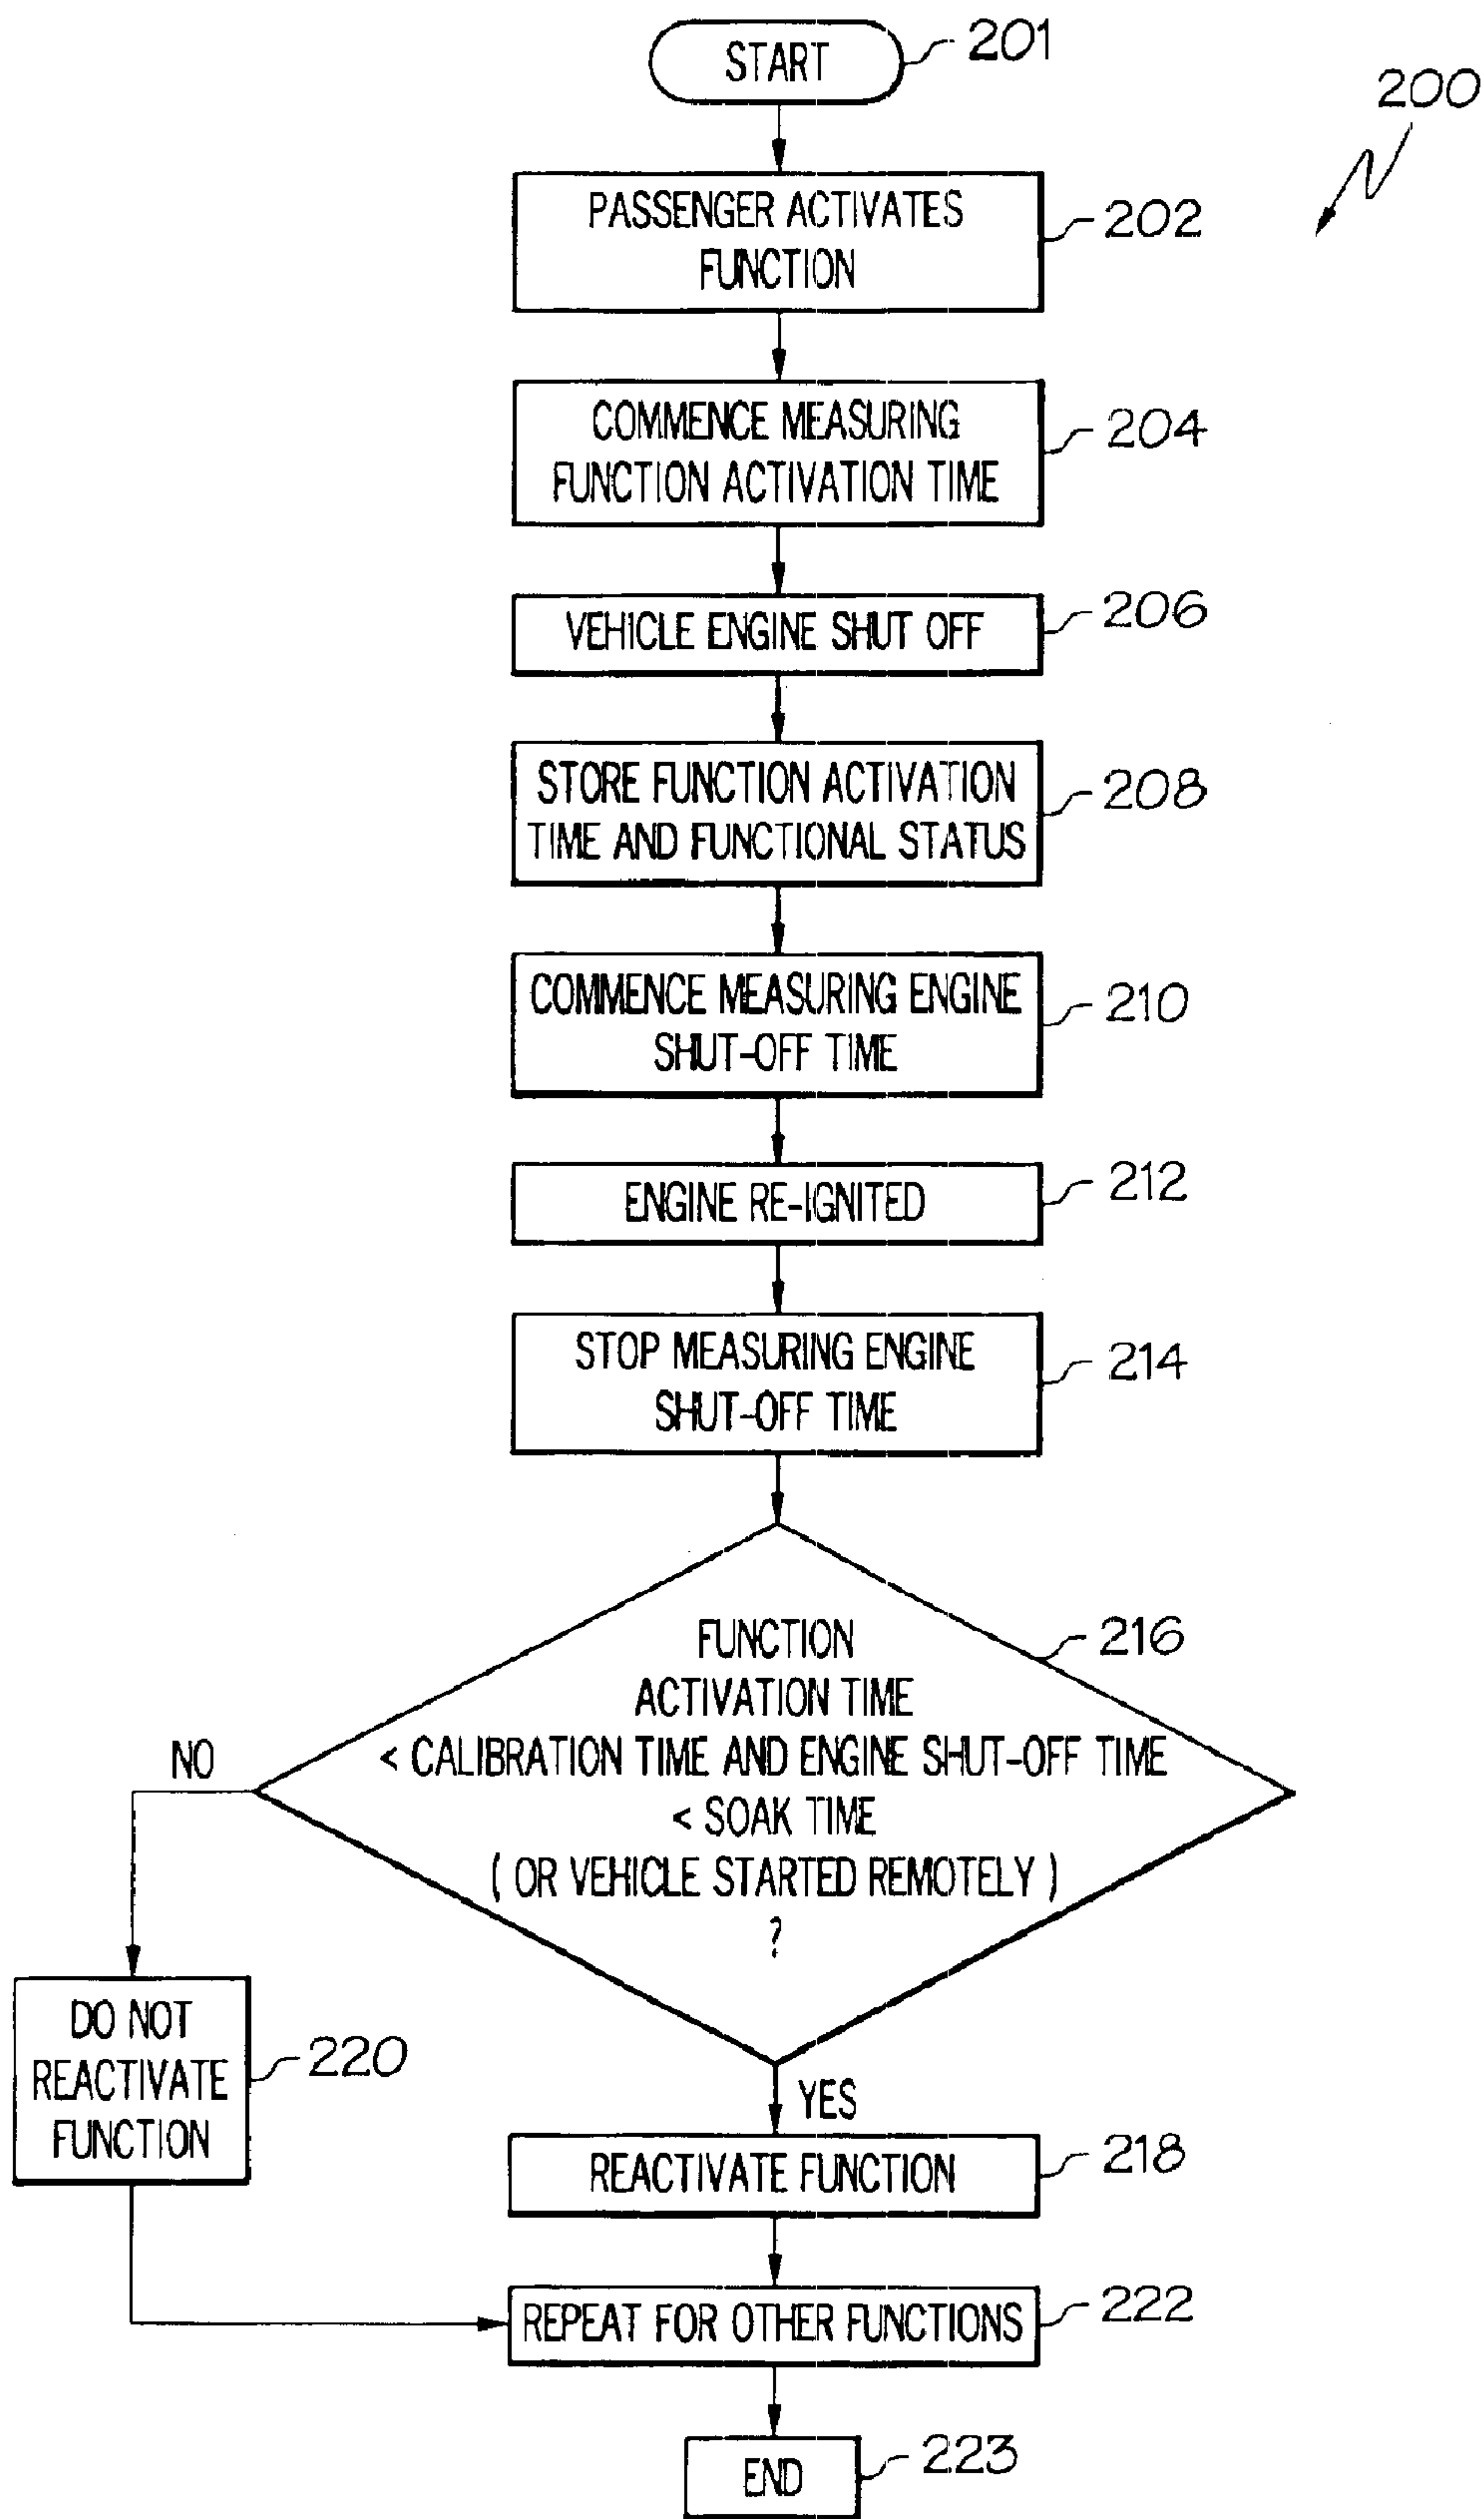 START
201
200
PASSENGER ACTIVATES
FUNCTION
202
COMMENCE MEASURING
FUNCTION ACTIVATION TIME
204
VEHICLE ENGINE SHUT OFF
206
STORE FUNCTION ACTIVATION
TIME AND FUNCTIONAL STATUS
208
COMMENCE MEASURING ENGINE
SHUT-OFF TIME
210
ENGINE RE-IGNITED
212
STOP MEASURING ENGINE
SHUT-OFF TIME
214
FUNCTION
ACTIVATION TIME
< CALIBRATION TIME AND ENGINE SHUT-OFF TIME
< SOAK TIME
( OR VEHICLE STARTED REMOTELY )
?
216
NO
DO NOT
REACTIVATE
FUNCTION
220
YES
REACTIVATE FUNCTION
218
REPEAT FOR OTHER FUNCTIONS
222
END
223